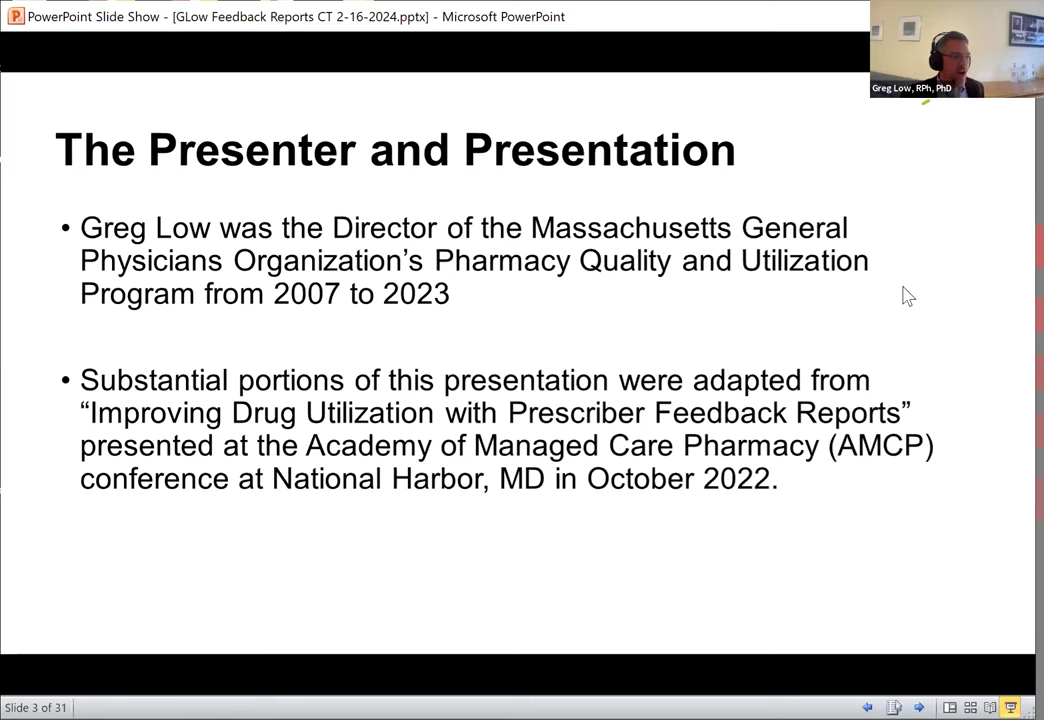 PowerPoint Slide Show - [GLow Feedback Reports CT 2-16-2024.pptx] - Microsoft PowerPoint
Greg Low, RPh, PhD
The Presenter and Presentation
• Greg Low was the Director of the Massachusetts General
Physicians Organization’s Pharmacy Quality and Utilization
Program from 2007 to 2023
• Substantial portions of this presentation were adapted from
“Improving Drug Utilization with Prescriber Feedback Reports”
presented at the Academy of Managed Care Pharmacy (AMCP)
conference at National Harbor, MD in October 2022.
Slide 3 of 31